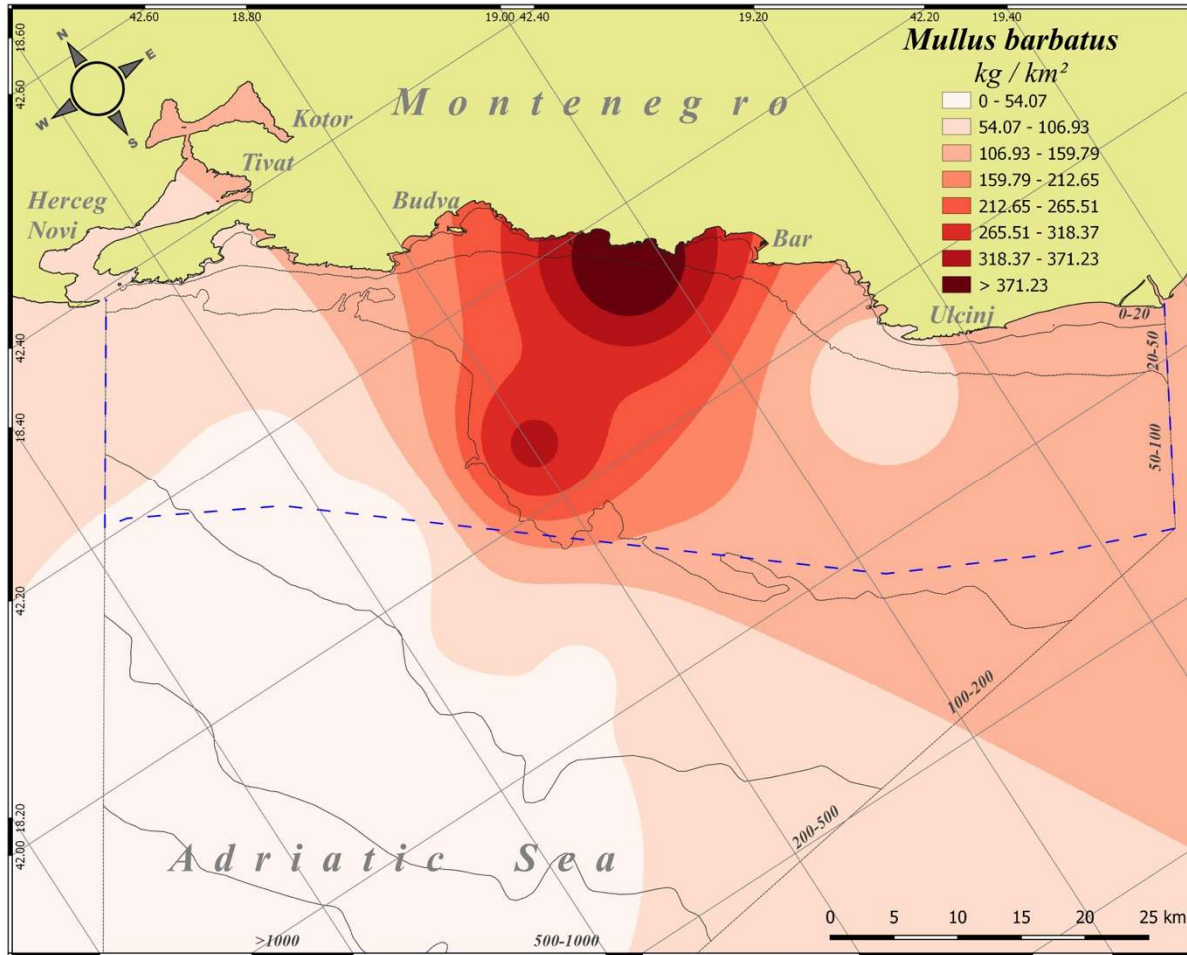 42.60
18.80
19.00
42.40
19.20
42.20
19.40
18.60
42.60
42.40
18.40
42.20
18.20
42.00
N
E
W
S
Mullus barbatus
kg / km²
0 - 54.07
54.07 - 106.93
106.93 - 159.79
159.79 - 212.65
212.65 - 265.51
265.51 - 318.37
318.37 - 371.23
> 371.23
Montenegro
Kotor
Tivat
Herceg
Novi
Budva
Bar
Ulcinj
0-20
20-50
50-100
100-200
200-500
500-1000
>1000
Adriatic Sea
0 5 10 15 20 25 km